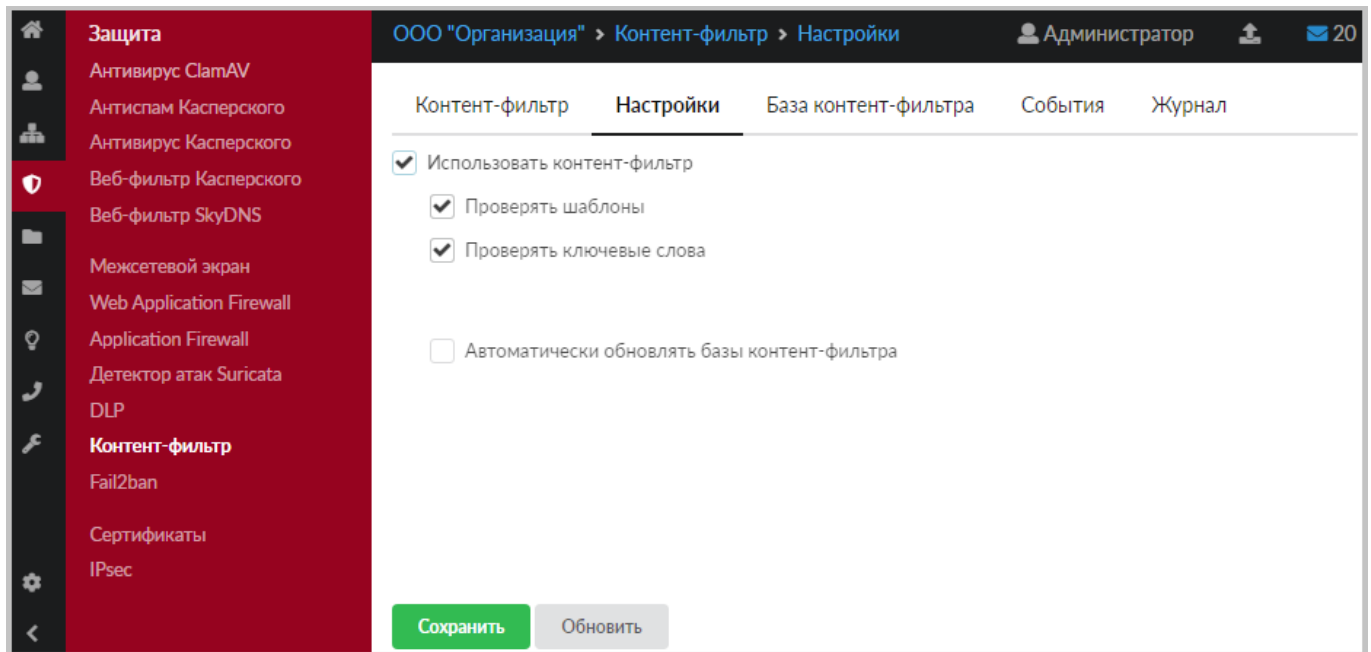 Защита
Антивирус ClamAV
Антиспам Касперского
Антивирус Касперского
Веб-фильтр Касперского
Веб-фильтр SkyDNS
Межсетевой экран
Web Application Firewall
Application Firewall
Детектор атак Suricata
DLP
Контент-фильтр
Fail2ban
Сертификаты
IPsec
ООО "Организация" > Контент-фильтр > Настройки
Администратор
20
Контент-фильтр Настройки База контент-фильтра События Журнал
Использовать контент-фильтр
Проверять шаблоны
Проверять ключевые слова
Автоматически обновлять базы контент-фильтра
Сохранить Обновить